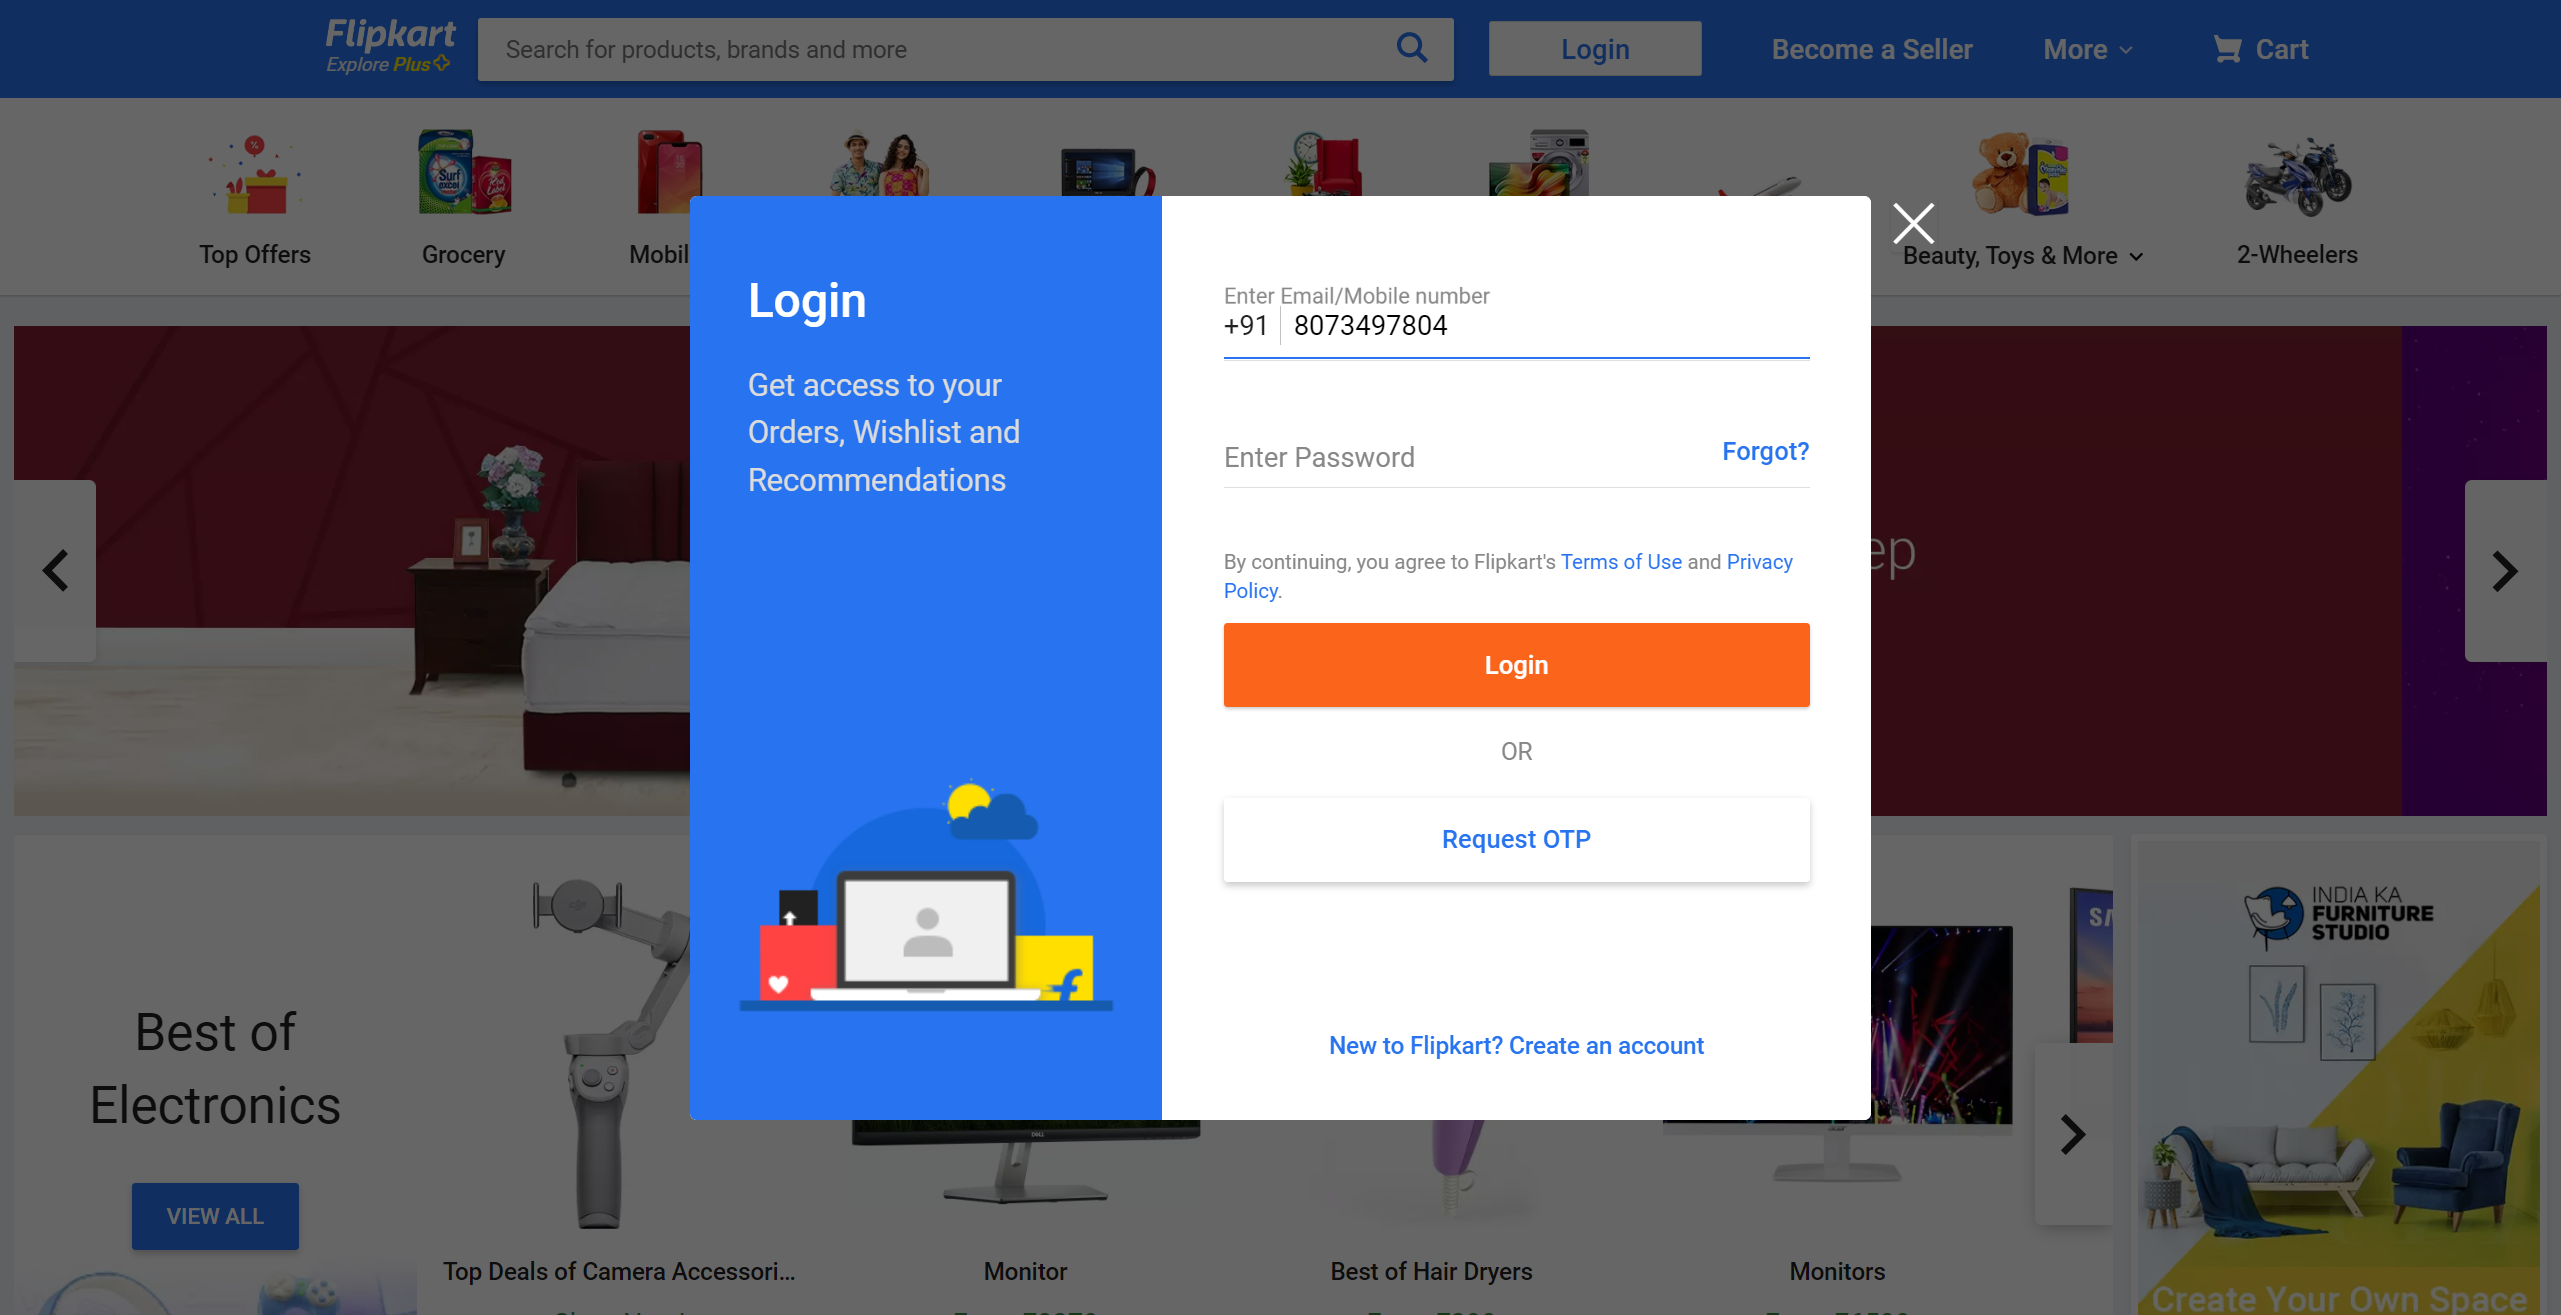 Flipkart
Explore Plus
Search for products, brands and more
Login
Become a Seller
More
Cart
Top Offers
Grocery
Mobil
Beauty, Toys & More
2-Wheelers
Login
Get access to your
Orders, Wishlist and
Recommendations
Enter Email/Mobile number
+91 8073497804
Enter Password
Forgot?
By continuing, you agree to Flipkart's Terms of Use and Privacy
Policy.
Login
OR
Request OTP
New to Flipkart? Create an account
ep
Best of
Electronics
VIEW ALL
Top Deals of Camera Accessori...
Monitor
Best of Hair Dryers
Monitors
INDIA KA
FURNITURE
STUDIO
Create Your Own Space